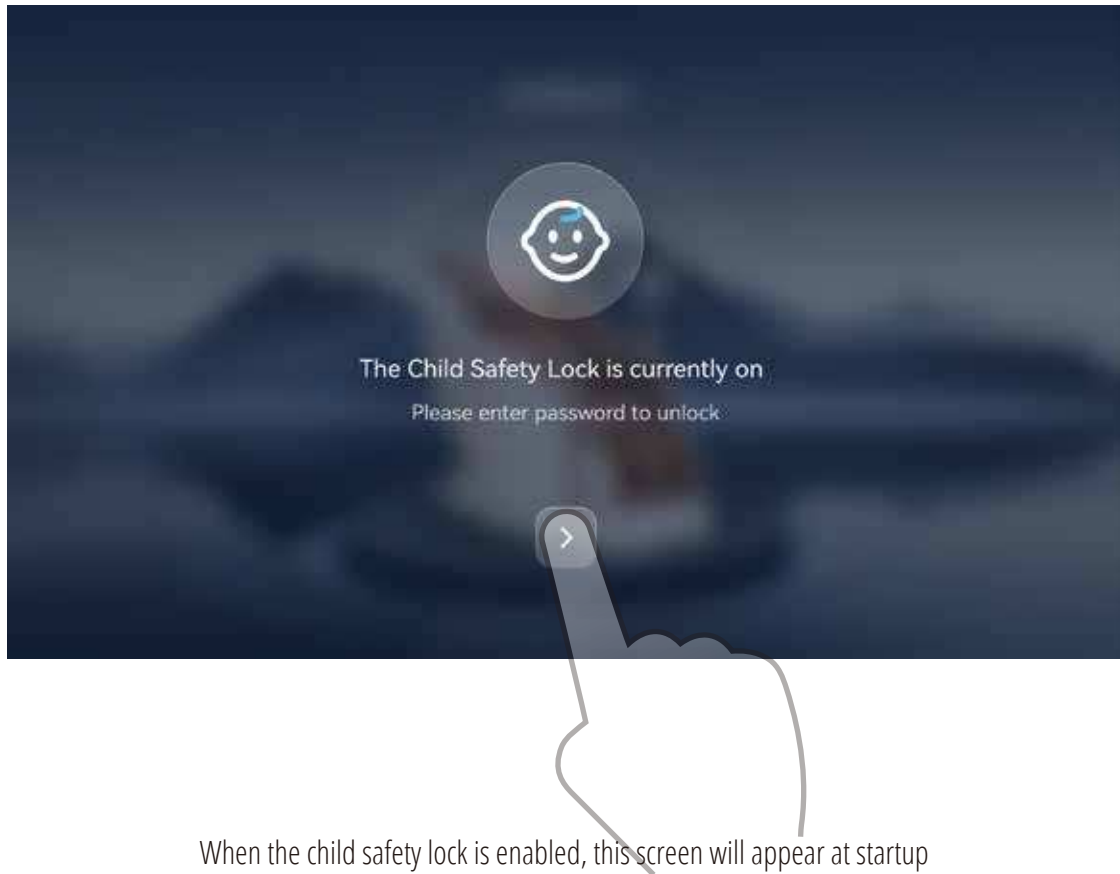 The Child Safety Lock is currently on
Please enter password to unlock
When the child safety lock is enabled, this screen will appear at startup